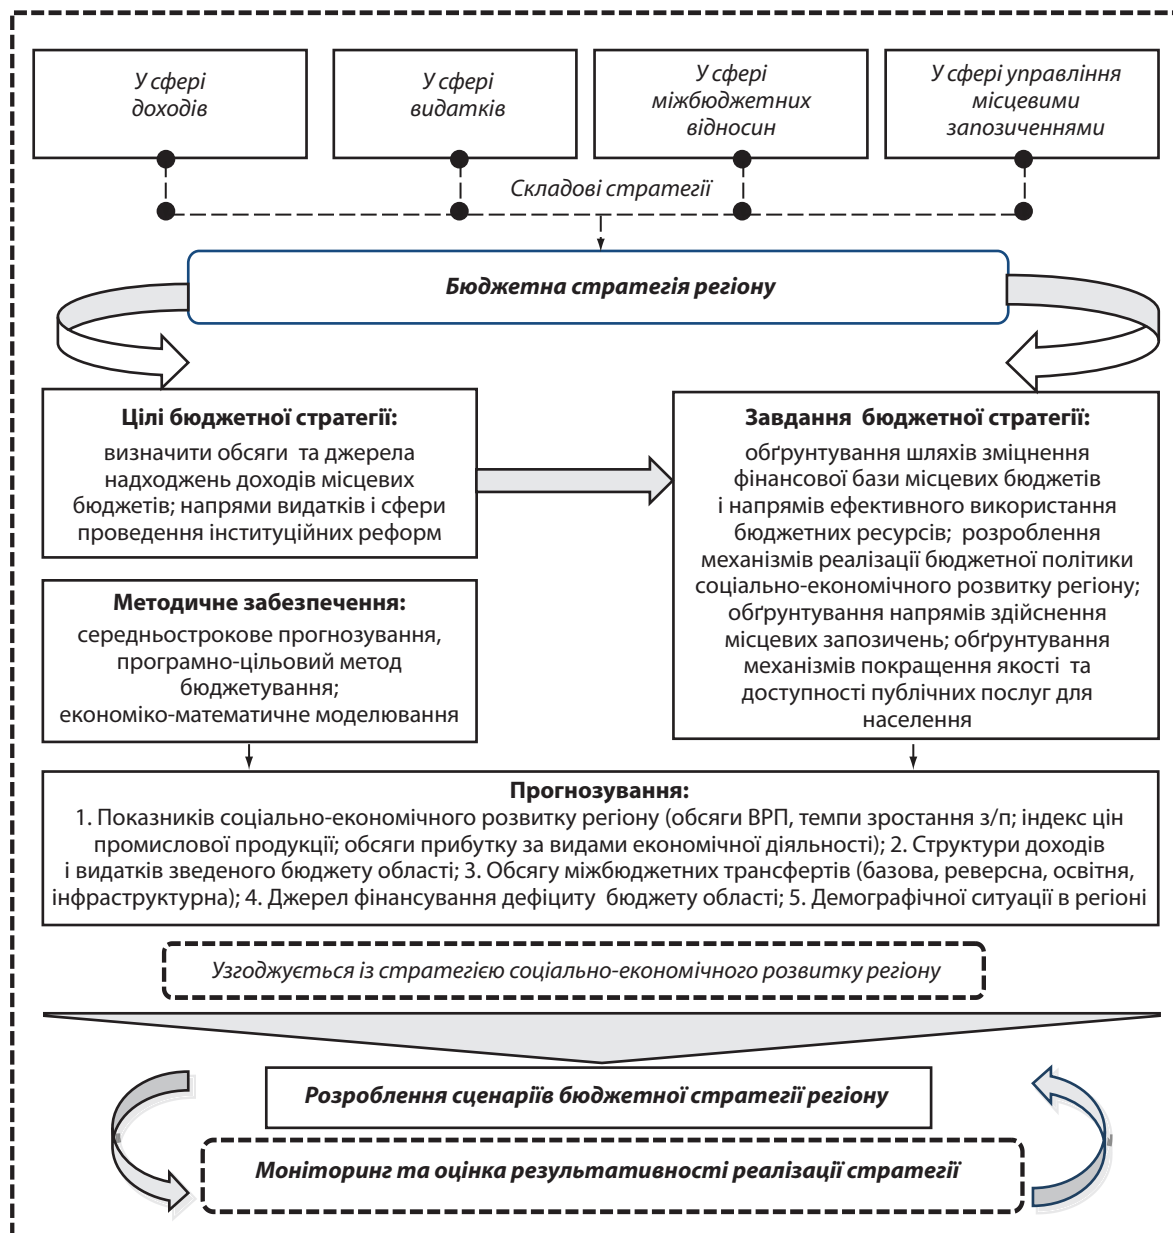 У сфері
доходів
У сфері
видатків
У сфері
міжбюджетних
відносин
У сфері управління
місцевими
запозиченнями
Складові стратегії
Бюджетна стратегія регіону
Цілі бюджетної стратегії:
визначити обсяги та джерела
надходжень доходів місцевих
бюджетів; напрями видатків і сфери
проведення інституційних реформ
Завдання бюджетної стратегії:
обґрунтування шляхів зміцнення
фінансової бази місцевих бюджетів
і напрямів ефективного використання
бюджетних ресурсів; розроблення
механізмів реалізації бюджетної політики
соціально-економічного розвитку регіону;
обґрунтування напрямів здійснення
місцевих запозичень; обґрунтування
механізмів покращення якості та
доступності публічних послуг для
населення
Методичне забезпечення:
середньострокове прогнозування,
програмно-цільовий метод
бюджетування;
економіко-математичне моделювання
Прогнозування:
1. Показників соціально-економічного розвитку регіону (обсяги ВРП, темпи зростання з/п; індекс цін
промислової продукції; обсяги прибутку за видами економічної діяльності); 2. Структури доходів
і видатків зведеного бюджету області; 3. Обсягу міжбюджетних трансфертів (базова, реверсна, освітня,
інфраструктурна); 4. Джерел фінансування дефіциту бюджету області; 5. Демографічної ситуації в регіоні
Узгоджується із стратегією соціально-економічного розвитку регіону
Розроблення сценаріїв бюджетної стратегії регіону
Моніторинг та оцінка результативності реалізації стратегії